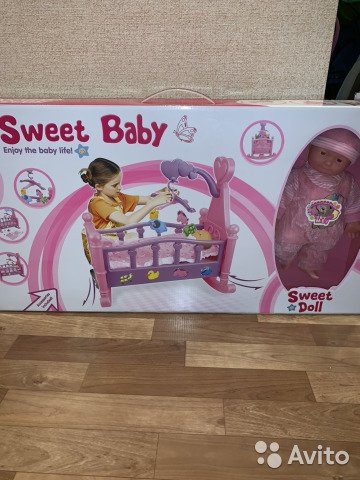 Sweet Baby
Enjoy the baby life!
Sweet
Doll
Avito